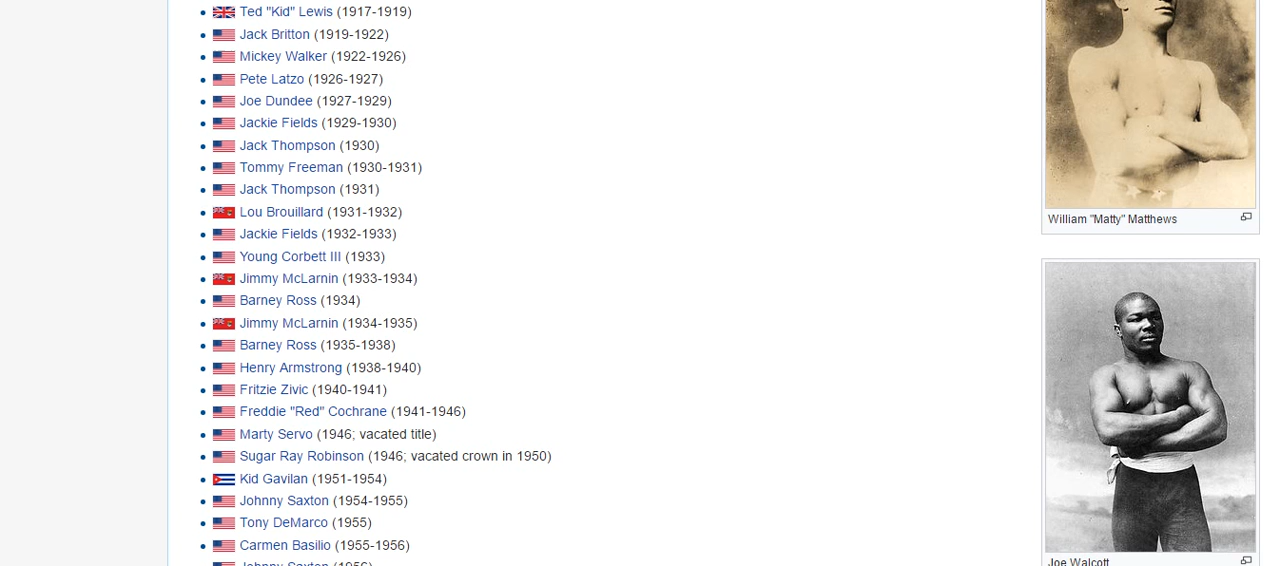 Ted "Kid" Lewis (1917-1919)
Jack Britton (1919-1922)
Mickey Walker (1922-1926)
Pete Latzo (1926-1927)
Joe Dundee (1927-1929)
Jackie Fields (1929-1930)
Jack Thompson (1930)
Tommy Freeman (1930-1931)
Jack Thompson (1931)
Lou Brouillard (1931-1932)
Jackie Fields (1932-1933)
Young Corbett III (1933)
Jimmy McLarnin (1933-1934)
Barney Ross (1934)
Jimmy McLarnin (1934-1935)
Barney Ross (1935-1938)
Henry Armstrong (1938-1940)
Fritzie Zivic (1940-1941)
Freddie "Red" Cochrane (1941-1946)
Marty Servo (1946; vacated title)
Sugar Ray Robinson (1946; vacated crown in 1950)
Kid Gavilan (1951-1954)
Johnny Saxton (1954-1955)
Tony DeMarco (1955)
Carmen Basilio (1955-1956)
Johnny Saxton (1956)
William "Matty" Matthews
Joe Walcott